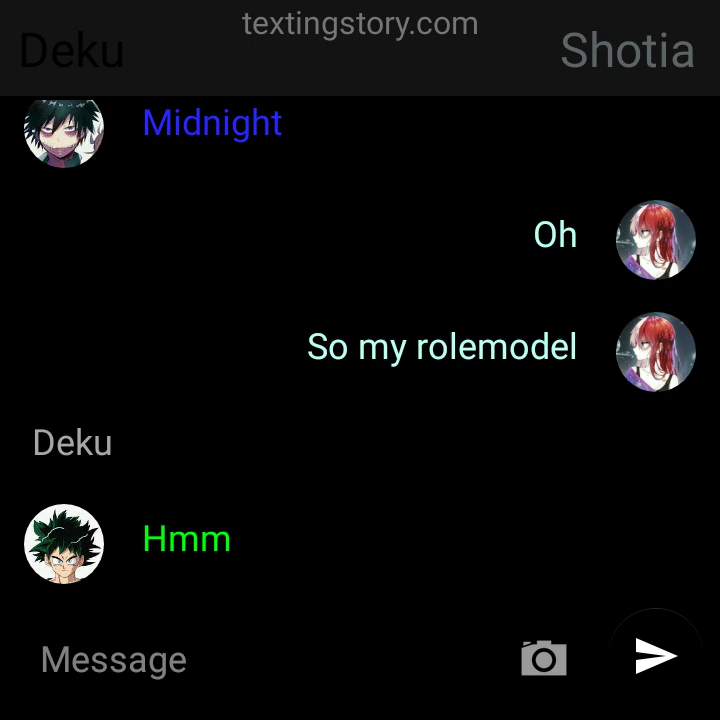 textingstory.com
Deku
Shotia
Midnight
Oh
So my rolemodel
Deku
Hmm
Message